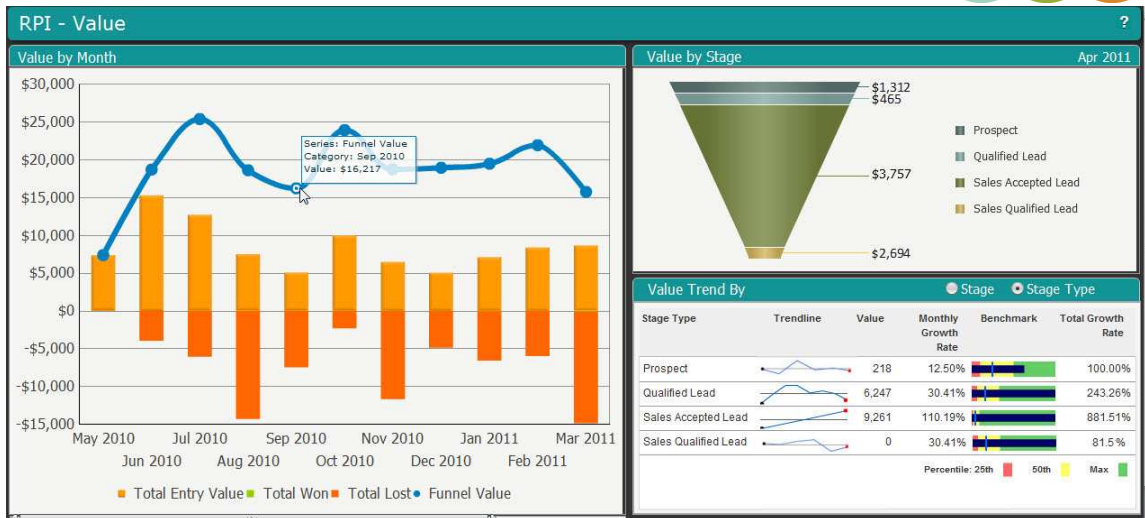 RPI - Value
?
Value by Month
$30,000
$25,000
$20,000
$15,000
$10,000
$5,000
$0
-$5,000
-$10,000
-$15,000
Series: Funnel Value
Category: Sep 2010
Value: $16,217
May 2010 Jul 2010 Sep 2010 Nov 2010 Jan 2011 Mar 2011
Jun 2010 Aug 2010 Oct 2010 Dec 2010 Feb 2011
Total Entry Value Total Won Total Lost Funnel Value
Value by Stage Apr 2011
$1,312
$465
$3,757
$2,694
Prospect
Qualified Lead
Sales Accepted Lead
Sales Qualified Lead
Value Trend By Stage Stage Type
Stage Type Trendline Value Monthly Benchmark Total Growth
Growth Rate
Rate
Prospect 218 12.50% 100.00%
Qualified Lead 6,247 30.41% 243.26%
Sales Accepted Lead 9,261 110.19% 881.51%
Sales Qualified Lead 0 30.41% 81.5%
Percentile: 25th 50th Max